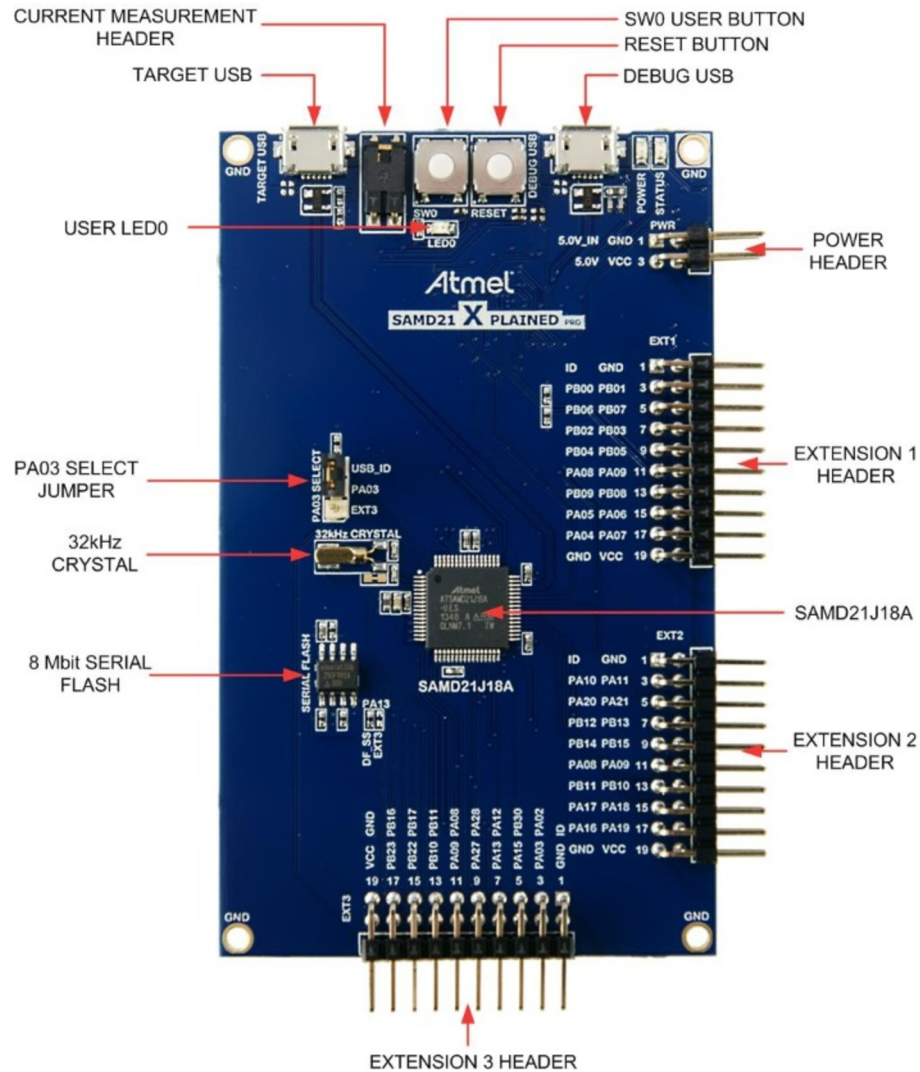 CURRENT MEASUREMENT
HEADER
SW0 USER BUTTON
RESET BUTTON
TARGET USB
DEBUG USB
GND
TARGET USB
DEBUG USB
POWER
STATUS
GND
SW0
RESET
USER LED0
LED0
PWR
5.0V_IN GND 1
5.0V VCC 3
POWER
HEADER
Atmel
SAMD21 X PLAINED PRO
EXT1
ID GND 1
PB00 PB01 3
PB06 PB07 5
PB02 PB03 7
PB04 PB05 9
PA08 PA09 11
PB09 PB08 13
PA05 PA06 15
PA04 PA07 17
GND VCC 19
EXTENSION 1
HEADER
PA03 SELECT
JUMPER
PA03 SELECT
USB_ID
PA03
EXT3
32kHz
CRYSTAL
32kHz CRYSTAL
Atmel
ATSAMD21J18A
SAMD21J18A
SAMD21J18A
8 Mbit SERIAL
FLASH
SERIAL FLASH
PA13
DF_SS
EXT3
EXT2
ID GND 1
PA10 PA11 3
PA20 PA21 5
PB12 PB13 7
PB14 PB15 9
PA08 PA09 11
PB11 PB10 13
PA17 PA18 15
PA16 PA19 17
GND VCC 19
EXTENSION 2
HEADER
19 VCC GND
17 PB23 PB16
15 PB22 PB17
13 PB10 PB11
11 PA09 PA08
9 PA27 PA28
7 PA13 PA12
5 PA15 PB30
3 PA03 PA02
1 GND ID
EXT3
GND
GND
EXTENSION 3 HEADER